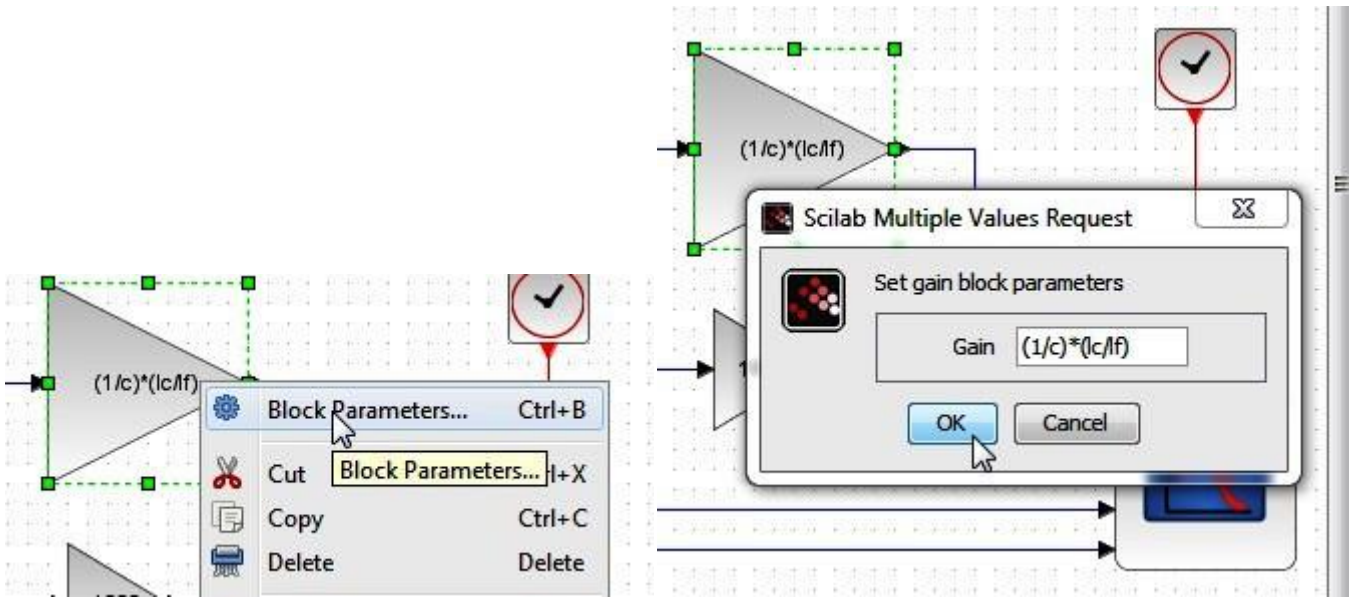 (1/c)*(lc/lf)
Block Parameters... Ctrl+B
Cut
Block Parameters...
l+X
Copy Ctrl+C
Delete Delete
(1/c)*(lc/lf)
Scilab Multiple Values Request
Set gain block parameters
Gain (1/c)*(lc/lf)
OK Cancel